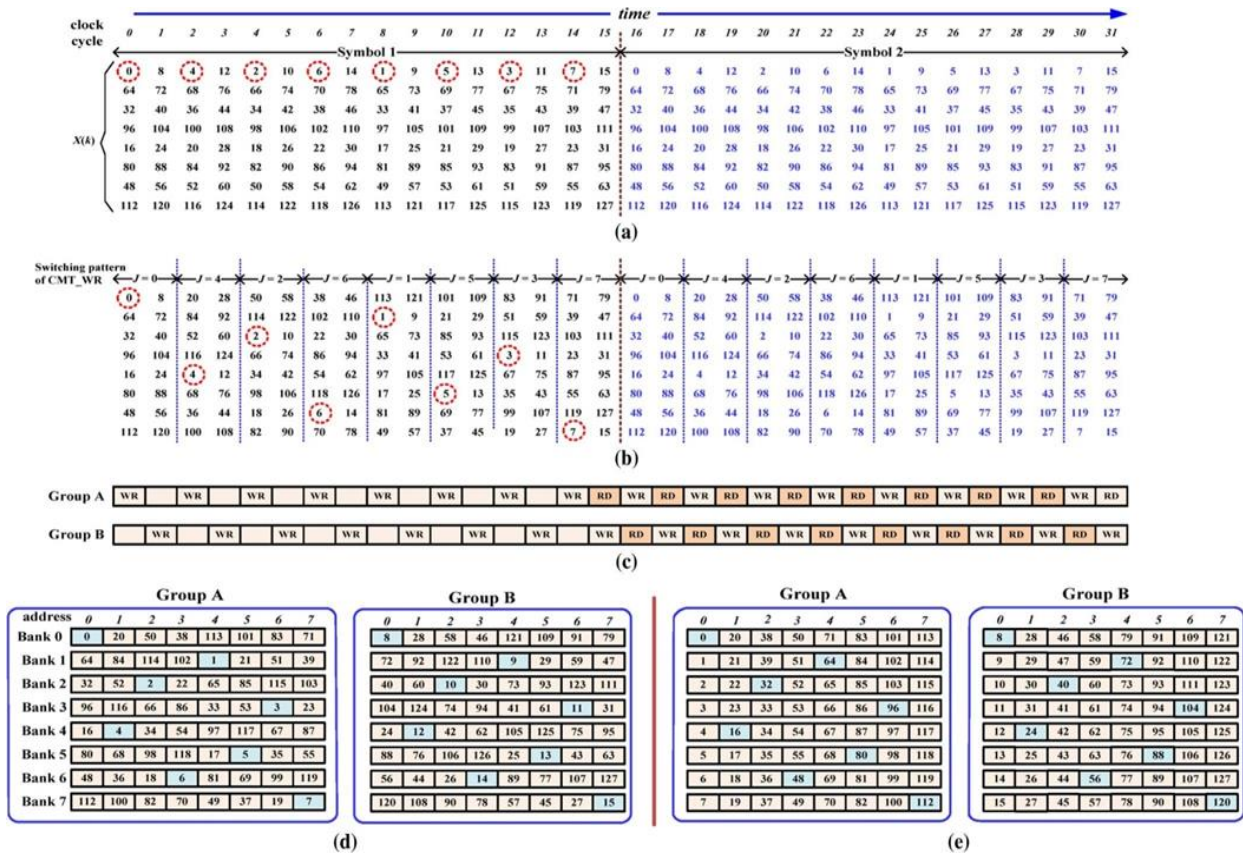 time
clock cycle 0 1 2 3 4 5 6 7 8 9 10 11 12 13 14 15 16 17 18 19 20 21 22 23 24 25 26 27 28 29 30 31
Symbol 1 Symbol 2
0 8 4 12 2 10 6 14 1 9 5 13 3 11 7 15 0 8 4 12 2 10 6 14 1 9 5 13 3 11 7 15
64 72 68 76 66 74 70 78 65 73 69 77 67 75 71 79 64 72 68 76 66 74 70 78 65 73 69 77 67 75 71 79
32 40 36 44 34 42 38 46 33 41 37 45 35 43 39 47 32 40 36 44 34 42 38 46 33 41 37 45 35 43 39 47
X(k) 96 104 100 108 98 106 102 110 97 105 101 109 99 107 103 111 96 104 100 108 98 106 102 110 97 105 101 109 99 107 103 111
16 24 20 28 18 26 22 30 17 25 21 29 19 27 23 31 16 24 20 28 18 26 22 30 17 25 21 29 19 27 23 31
80 88 84 92 82 90 86 94 81 89 85 93 83 91 87 95 80 88 84 92 82 90 86 94 81 89 85 93 83 91 87 95
48 56 52 60 50 58 54 62 49 57 53 61 51 59 55 63 48 56 52 60 50 58 54 62 49 57 53 61 51 59 55 63
112 120 116 124 114 122 118 126 113 121 117 125 115 123 119 127 112 120 116 124 114 122 118 126 113 121 117 125 115 123 119 127
(a)
Switching pattern
of CMT_WR J = 0 J = 4 J = 2 J = 6 J = 1 J = 5 J = 3 J = 7 J = 0 J = 4 J = 2 J = 6 J = 1 J = 5 J = 3 J = 7
0 8 20 28 50 58 38 46 113 121 101 109 83 91 71 79 0 8 20 28 50 58 38 46 113 121 101 109 83 91 71 79
64 72 84 92 114 122 102 110 1 9 21 29 51 59 39 47 64 72 84 92 114 122 102 110 1 9 21 29 51 59 39 47
32 40 52 60 2 10 22 30 65 73 85 93 115 123 103 111 32 40 52 60 2 10 22 30 65 73 85 93 115 123 103 111
96 104 116 124 66 74 86 94 33 41 53 61 3 11 23 31 96 104 116 124 66 74 86 94 33 41 53 61 3 11 23 31
16 24 4 12 34 42 54 62 97 105 117 125 67 75 87 95 16 24 4 12 34 42 54 62 97 105 117 125 67 75 87 95
80 88 68 76 98 106 118 126 17 25 5 13 35 43 55 63 80 88 68 76 98 106 118 126 17 25 5 13 35 43 55 63
48 56 36 44 18 26 6 14 81 89 69 77 99 107 119 127 48 56 36 44 18 26 6 14 81 89 69 77 99 107 119 127
112 120 100 108 82 90 70 78 49 57 37 45 19 27 7 15 112 120 100 108 82 90 70 78 49 57 37 45 19 27 7 15
(b)
Group A WR WR WR WR WR WR WR WR RD WR RD WR RD WR RD WR RD WR RD WR RD WR RD WR RD
Group B WR WR WR WR WR WR WR WR RD WR RD WR RD WR RD WR RD WR RD WR RD WR RD WR
(c)
Group A Group B Group A Group B
address 0 1 2 3 4 5 6 7 0 1 2 3 4 5 6 7 0 1 2 3 4 5 6 7 0 1 2 3 4 5 6 7
Bank 0 0 20 50 38 113 101 83 71 8 28 58 46 121 109 91 79 0 20 38 50 71 83 101 113 8 28 46 58 79 91 109 121
Bank 1 64 84 114 102 1 21 51 39 72 92 122 110 9 29 59 47 1 21 39 51 64 84 102 114 9 29 47 59 72 92 110 122
Bank 2 32 52 2 22 65 85 115 103 40 60 10 30 73 93 123 111 2 22 32 52 65 85 103 115 10 30 40 60 73 93 111 123
Bank 3 96 116 66 86 33 53 3 23 104 124 74 94 41 61 11 31 3 23 33 53 66 86 96 116 11 31 41 61 74 94 104 124
Bank 4 16 4 34 54 97 117 67 87 24 12 42 62 105 125 75 95 4 16 34 54 67 87 97 117 12 24 42 62 75 95 105 125
Bank 5 80 68 98 118 17 5 35 55 88 76 106 126 25 13 43 63 5 17 35 55 68 80 98 118 13 25 43 63 76 88 106 126
Bank 6 48 36 18 6 81 69 99 119 56 44 26 14 89 77 107 127 6 18 36 48 69 81 99 119 14 26 44 56 77 89 107 127
Bank 7 112 100 82 70 49 37 19 7 120 108 90 78 57 45 27 15 7 19 37 49 70 82 100 112 15 27 45 57 78 90 108 120
(d) (e)